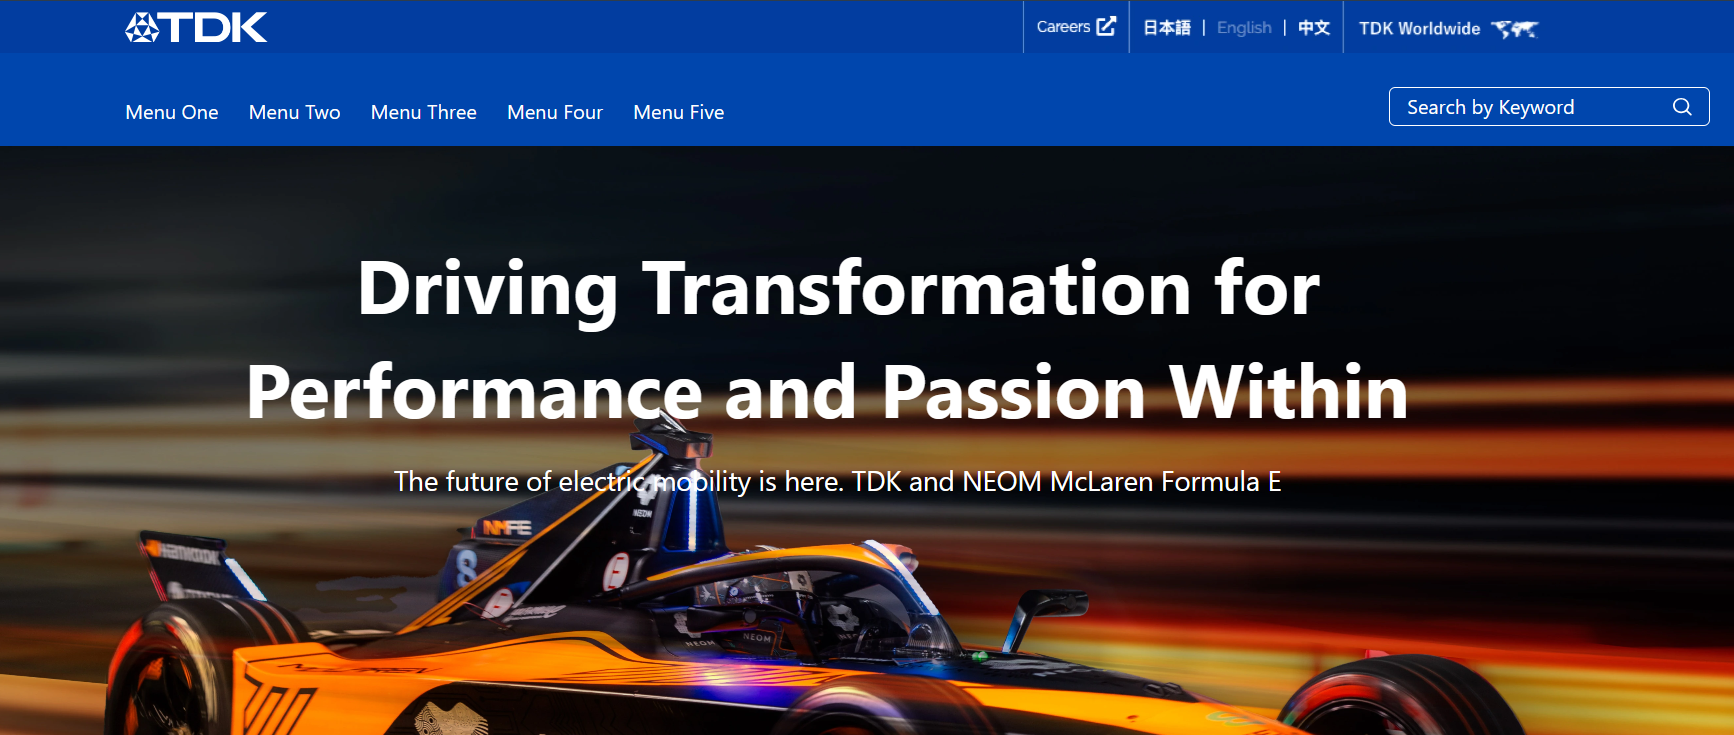 TDK
Careers
日本語 | English | 中文
TDK Worldwide
Menu One Menu Two Menu Three Menu Four Menu Five
Search by Keyword
Driving Transformation for
Performance and Passion Within
The future of electric mobility is here. TDK and NEOM McLaren Formula E
NEOM
NMFE
8
NEOM
NEOM